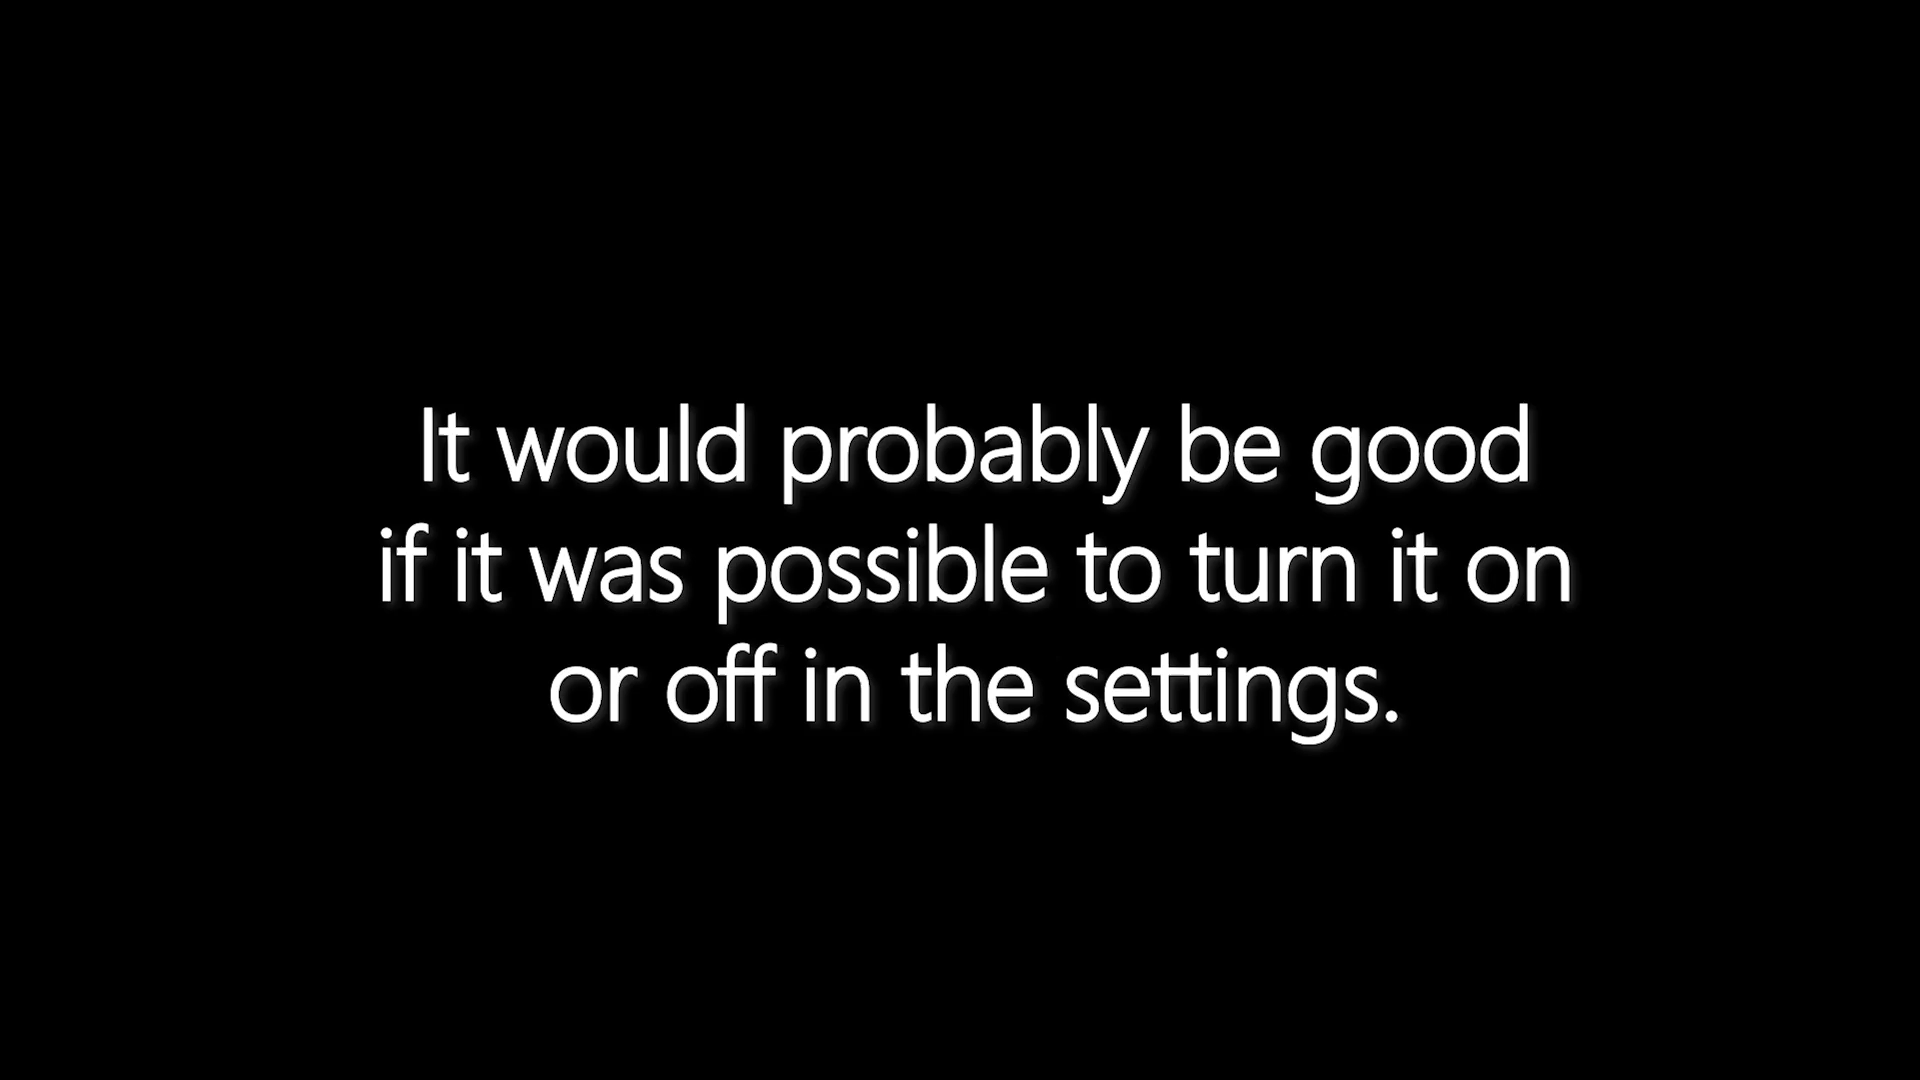 It would probably be good
if it was possible to turn it on
or off in the settings.